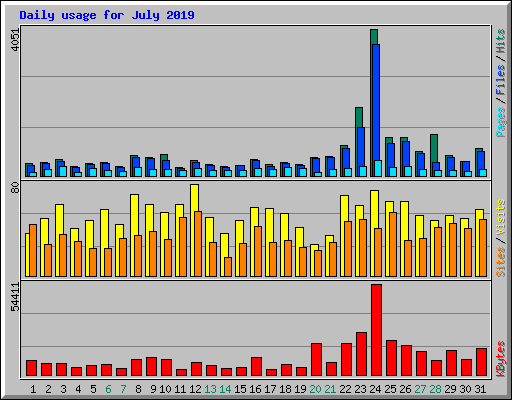 Daily usage for July 2019
4051
Pages / Files / Hits
80
Sites / Visits
54411
KBytes
1 2 3 4 5 6 7 8 9 10 11 12 13 14 15 16 17 18 19 20 21 22 23 24 25 26 27 28 29 30 31